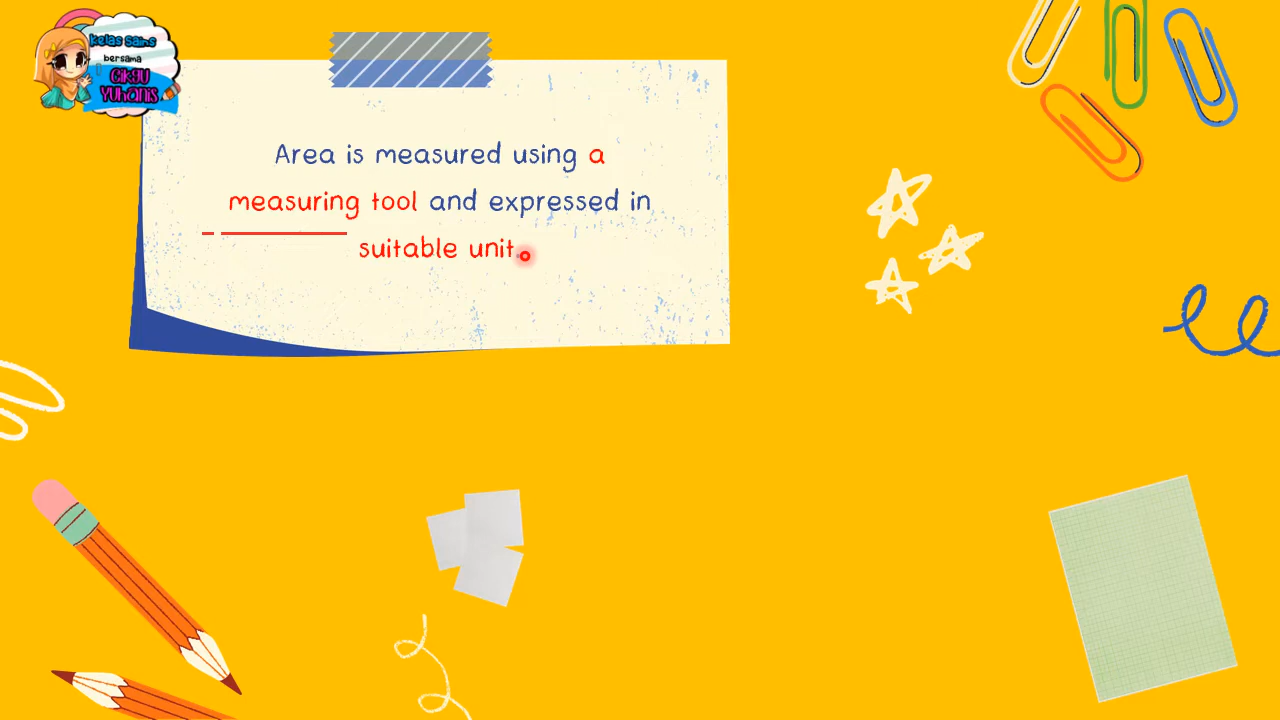 Kelas Sains
bersama
Cikgu
Yuhanis
Area is measured using a
measuring tool and expressed in
suitable unit.